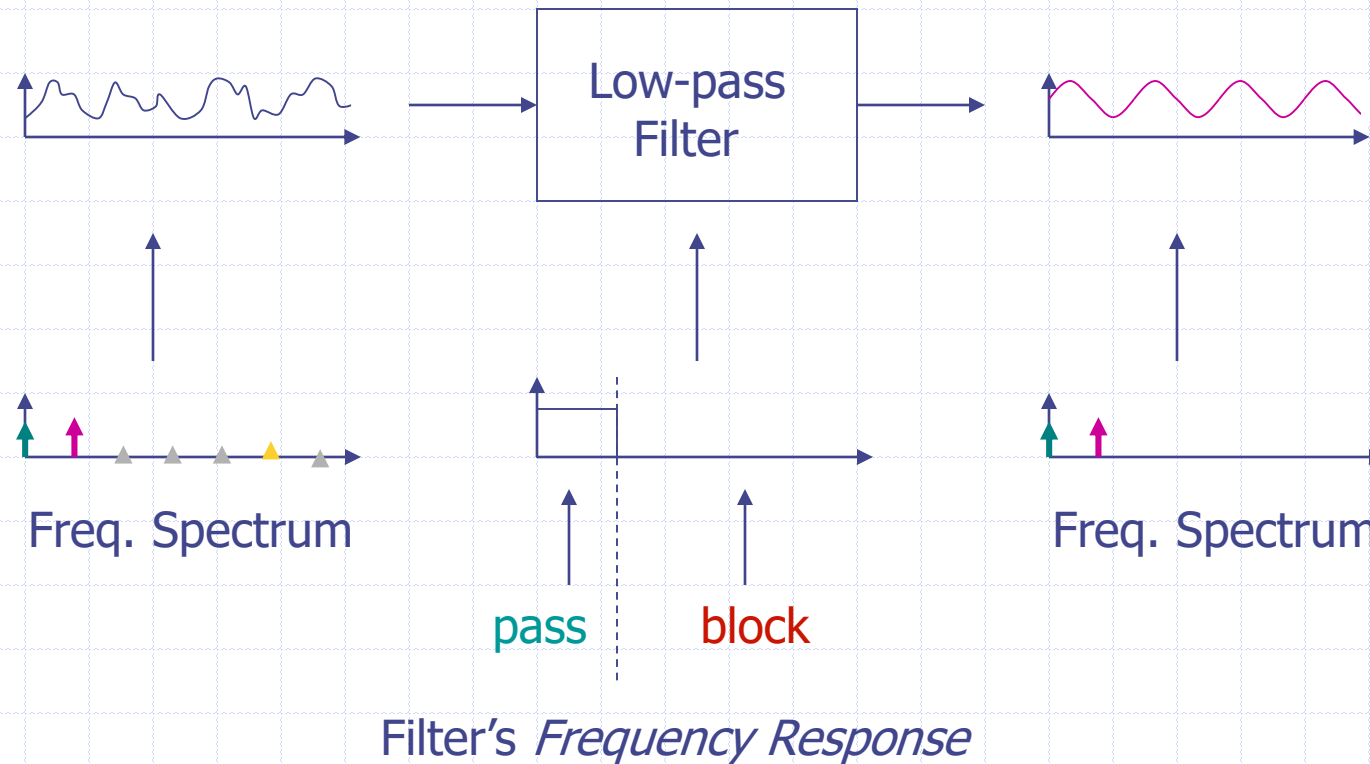 Low-pass
Filter
Freq. Spectrum
Freq. Spectrum
pass
block
Filter’s Frequency Response